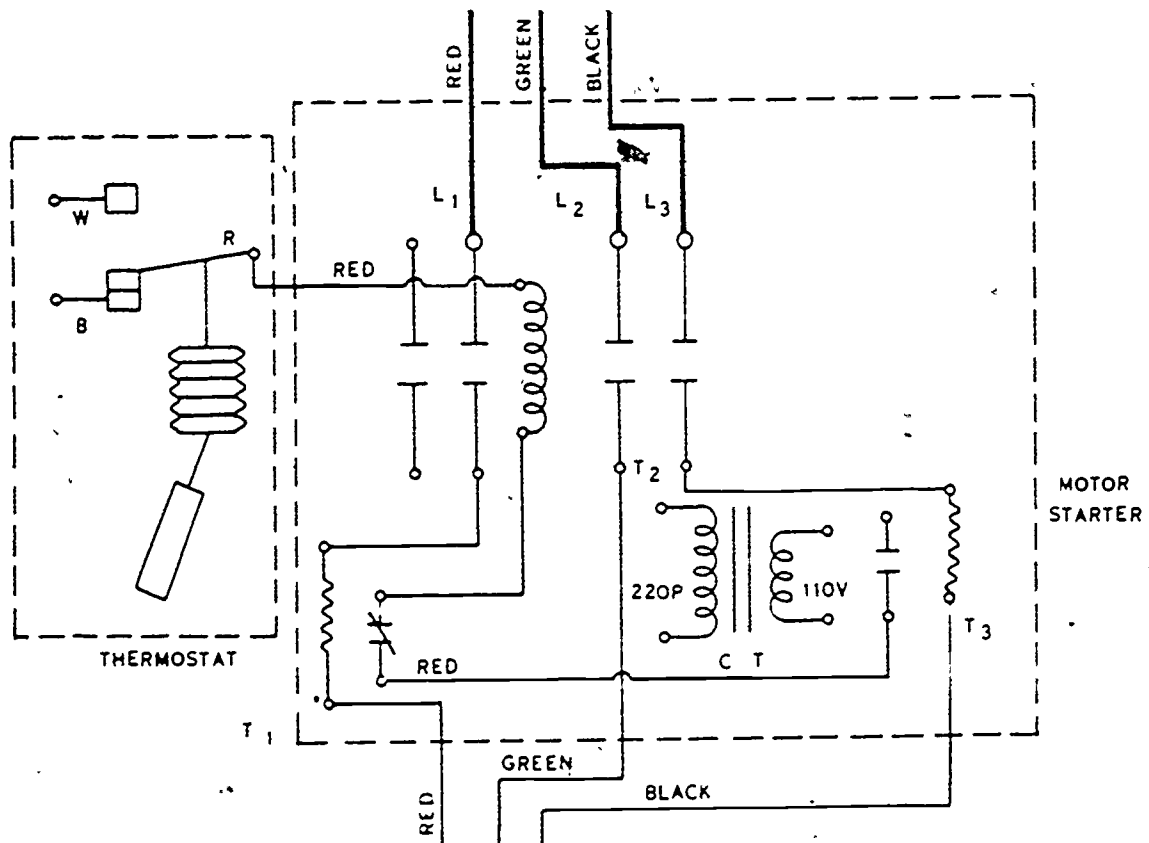 RED
GREEN
BLACK
L1
L2
L3
W
R
RED
B
T2
MOTOR
STARTER
220P
110V
T3
THERMOSTAT
C T
RED
T1
GREEN
BLACK
RED